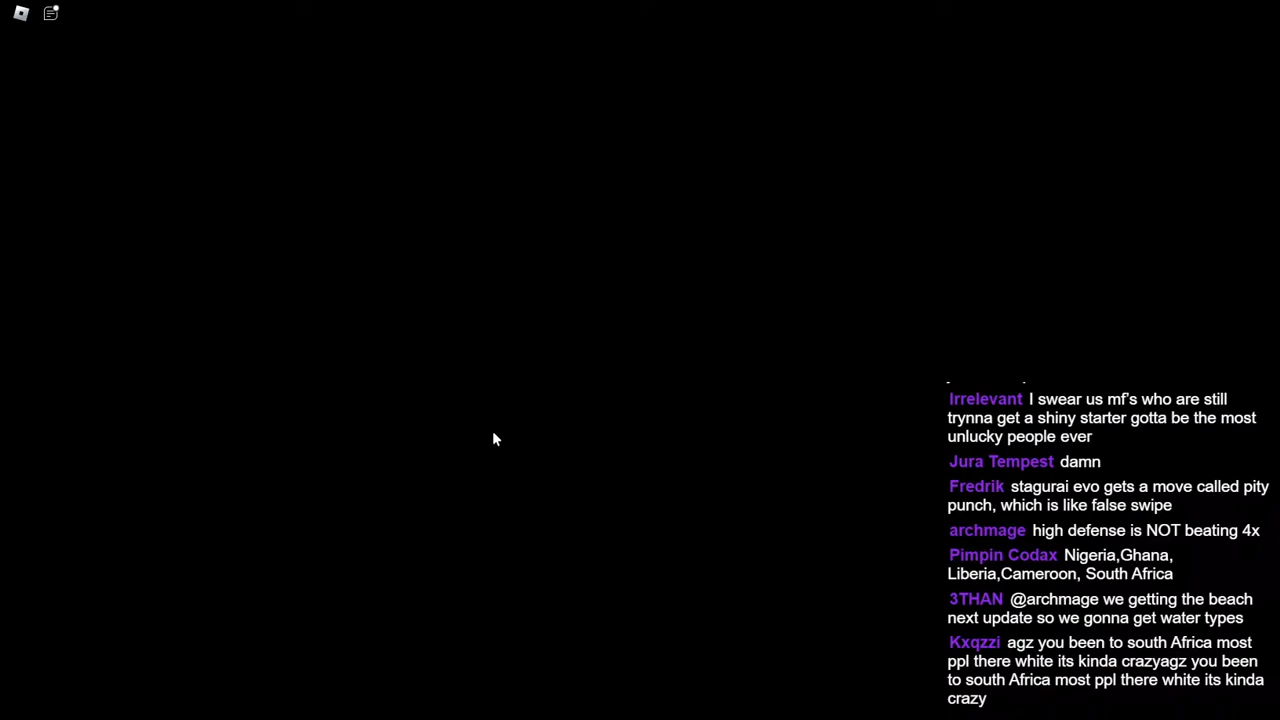 Irrelevant I swear us mf's who are still
trynna get a shiny starter gotta be the most
unlucky people ever
Jura Tempest damn
Fredrik stagurai evo gets a move called pity
punch, which is like false swipe
archmage high defense is NOT beating 4x
Pimpin Codax Nigeria,Ghana,
Liberia,Cameroon, South Africa
3THAN @archmage we getting the beach
next update so we gonna get water types
Kxqzzi agz you been to south Africa most
ppl there white its kinda crazyagz you been
to south Africa most ppl there white its kinda
crazy